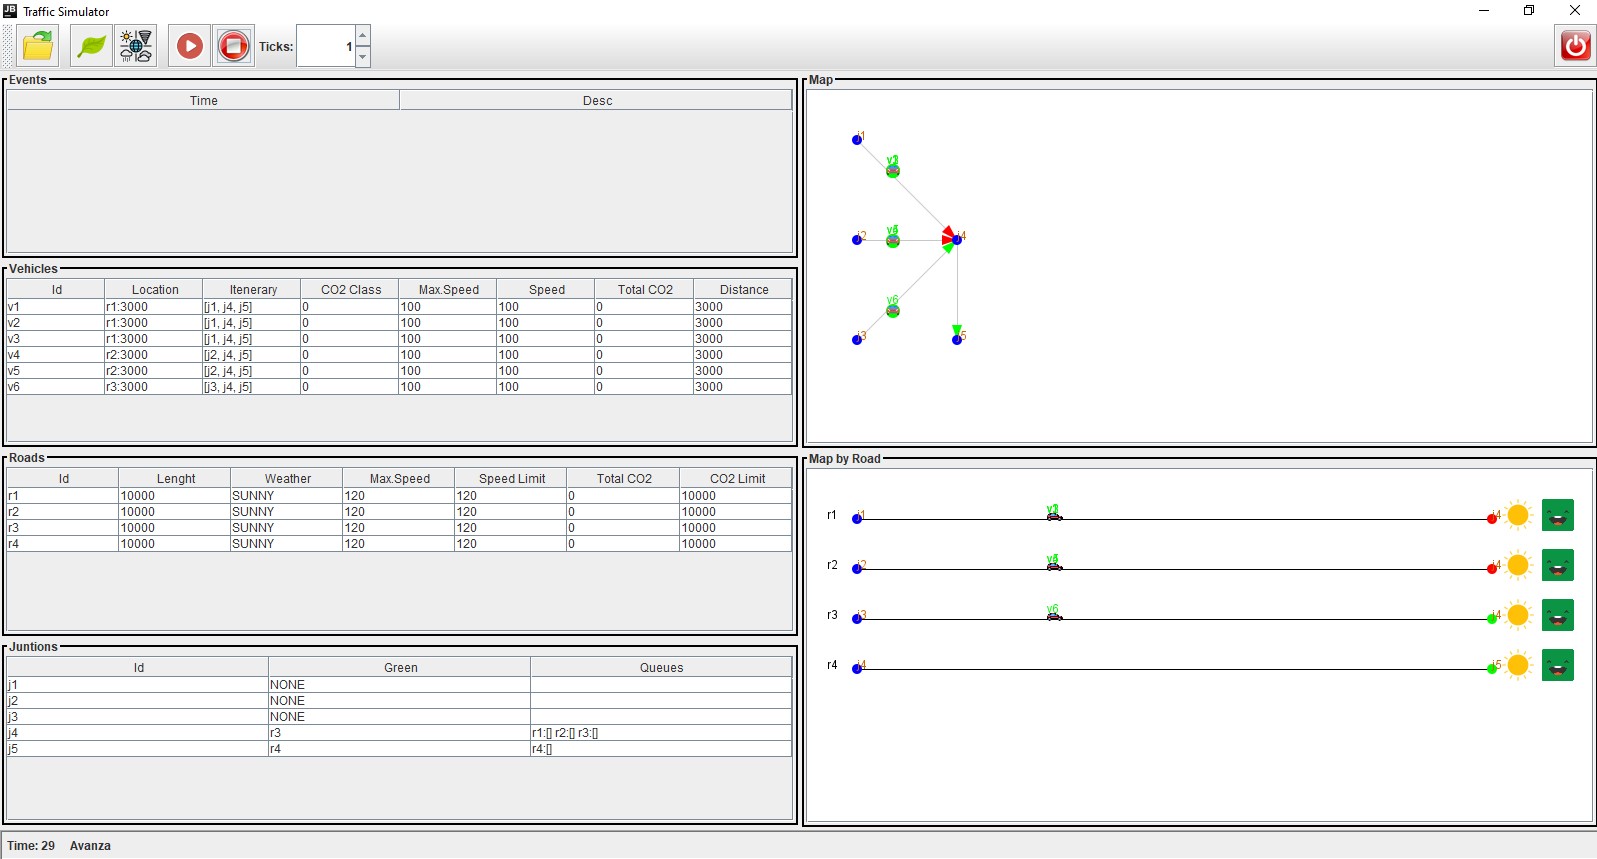 JB Traffic Simulator
Ticks: 1
Events
Time Desc
Vehicles
Id Location Itenerary CO2 Class Max.Speed Speed Total CO2 Distance
v1 r1:3000 [j1, j4, j5] 0 100 100 0 3000
v2 r1:3000 [j1, j4, j5] 0 100 100 0 3000
v3 r1:3000 [j1, j4, j5] 0 100 100 0 3000
v4 r2:3000 [j2, j4, j5] 0 100 100 0 3000
v5 r2:3000 [j2, j4, j5] 0 100 100 0 3000
v6 r3:3000 [j3, j4, j5] 0 100 100 0 3000
Roads
Id Lenght Weather Max.Speed Speed Limit Total CO2 CO2 Limit
r1 10000 SUNNY 120 120 0 10000
r2 10000 SUNNY 120 120 0 10000
r3 10000 SUNNY 120 120 0 10000
r4 10000 SUNNY 120 120 0 10000
Juntions
Id Green Queues
j1 NONE
j2 NONE
j3 NONE
j4 r3 r1:[] r2:[] r3:[]
j5 r4 r4:[]
Map
j1
j2 j4
v6
j3 j5
Map by Road
r1 j1 j4
r2 j2 j4
r3 j3 v6 j4
r4 j4 j5
Time: 29 Avanza